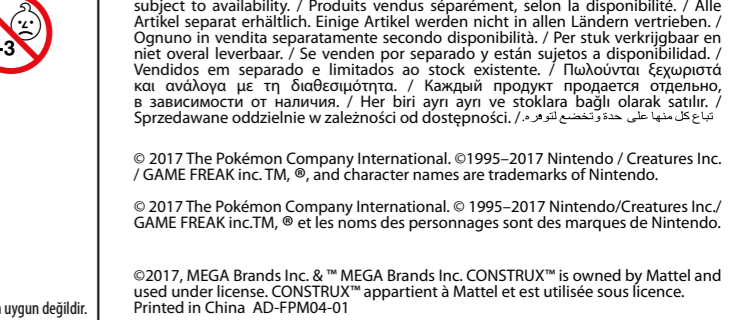 subject to availability. / Produits vendus séparément, selon la disponibilité. / Alle
Artikel separat erhältlich. Einige Artikel werden nicht in allen Ländern vertrieben. /
Ognuno in vendita separatamente secondo disponibilità. / Per stuk verkrijgbaar en
niet overal leverbaar. / Se venden por separado y están sujetos a disponibilidad. /
Vendidos em separado e limitados ao stock existente. / Πωλούνται ξεχωριστά
και ανάλογα με τη διαθεσιμότητα. / Каждый продукт продается отдельно,
в зависимости от наличия. / Her biri ayrı ayrı ve stoklara bağlı olarak satılır. /
Sprzedawane oddzielnie w zależności od dostępności. /.تباع كل منها على حدة وتخضع لتوفره
-3
© 2017 The Pokémon Company International. ©1995–2017 Nintendo / Creatures Inc.
/ GAME FREAK inc. TM, ®, and character names are trademarks of Nintendo.
© 2017 The Pokémon Company International. © 1995–2017 Nintendo/Creatures Inc./
GAME FREAK inc.TM, ® et les noms des personnages sont des marques de Nintendo.
©2017, MEGA Brands Inc. & ™ MEGA Brands Inc. CONSTRUX™ is owned by Mattel and
used under license. CONSTRUX™ appartient à Mattel et est utilisée sous licence.
Printed in China AD-FPM04-01
uygun değildir.